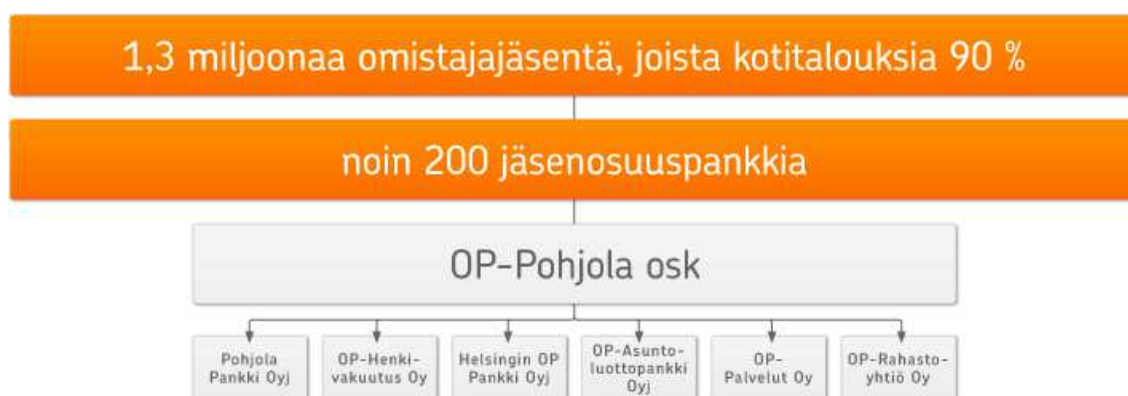 1,3 miljoonaa omistajajäsentä, joista kotitalouksia 90 %
noin 200 jäsenosuuspankkia
OP-Pohjola osk
Pohjola
Pankki Oyj
OP-Henki-
vakuutus Oy
Helsingin OP
Pankki Oyj
OP-Asunto-
luottopankki
Oyj
OP-
Palvelut Oy
OP-Rahasto-
yhtiö Oy